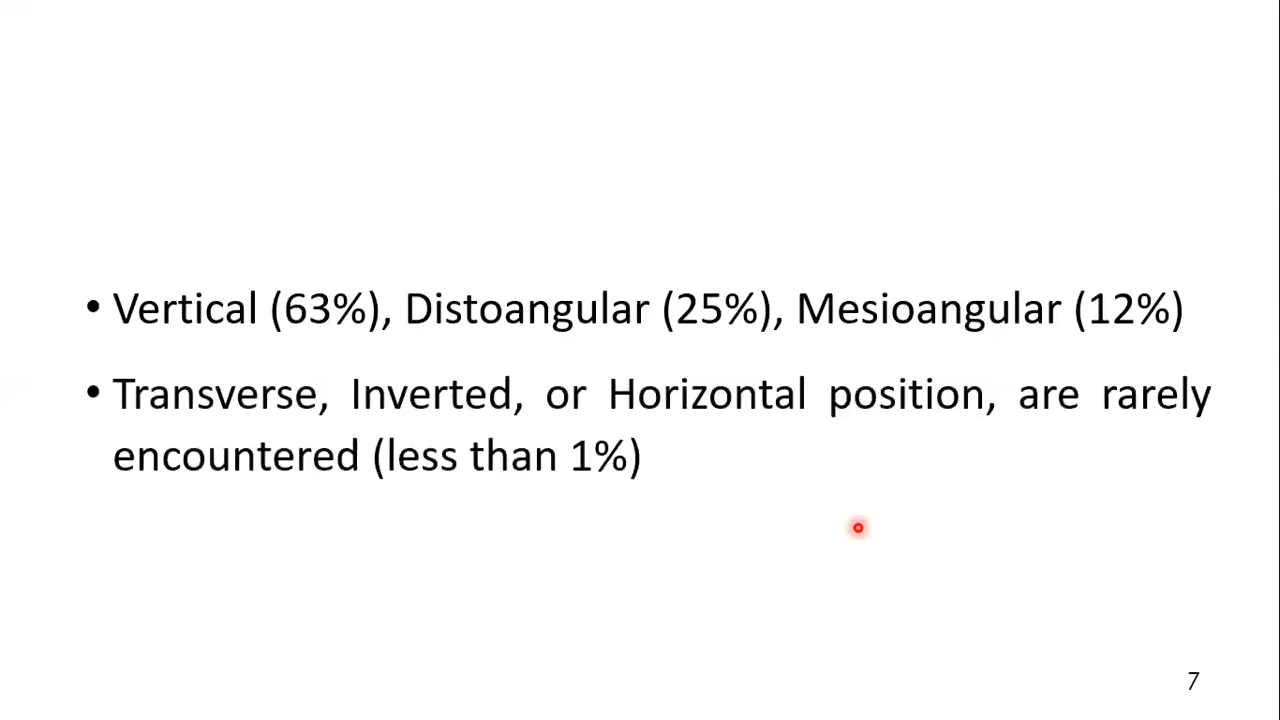 • Vertical (63%), Distoangular (25%), Mesioangular (12%)
• Transverse, Inverted, or Horizontal position, are rarely
encountered (less than 1%)
7